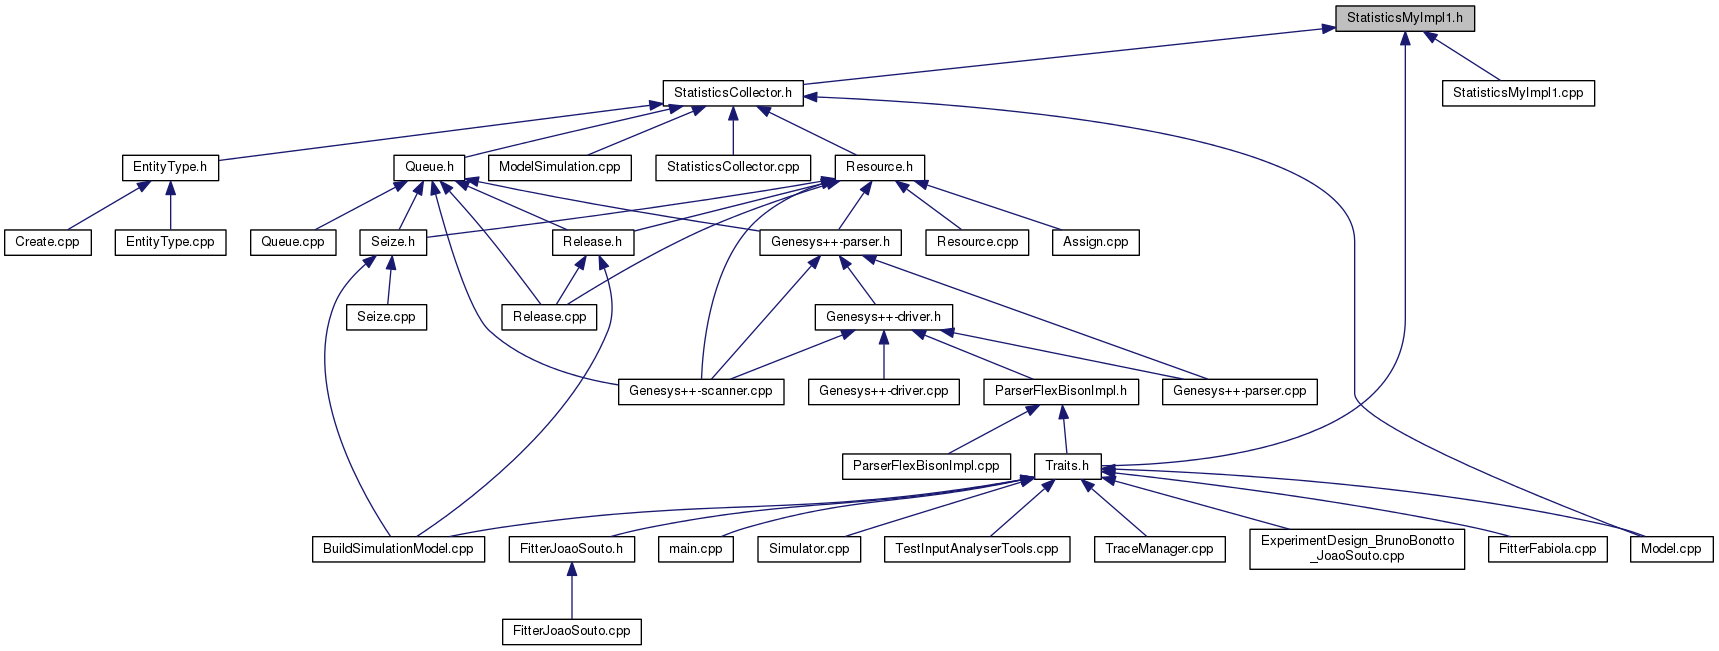 StatisticsMyImpl1.h
StatisticsCollector.h
StatisticsMyImpl1.cpp
EntityType.h
Queue.h
ModelSimulation.cpp
StatisticsCollector.cpp
Resource.h
Create.cpp
EntityType.cpp
Queue.cpp
Seize.h
Release.h
Genesys++-parser.h
Resource.cpp
Assign.cpp
Seize.cpp
Release.cpp
Genesys++-driver.h
Genesys++-scanner.cpp
Genesys++-driver.cpp
ParserFlexBisonImpl.h
Genesys++-parser.cpp
ParserFlexBisonImpl.cpp
Traits.h
BuildSimulationModel.cpp
FitterJoaoSouto.h
main.cpp
Simulator.cpp
TestInputAnalyserTools.cpp
TraceManager.cpp
ExperimentDesign_BrunoBonotto
_JoaoSouto.cpp
FitterFabiola.cpp
Model.cpp
FitterJoaoSouto.cpp